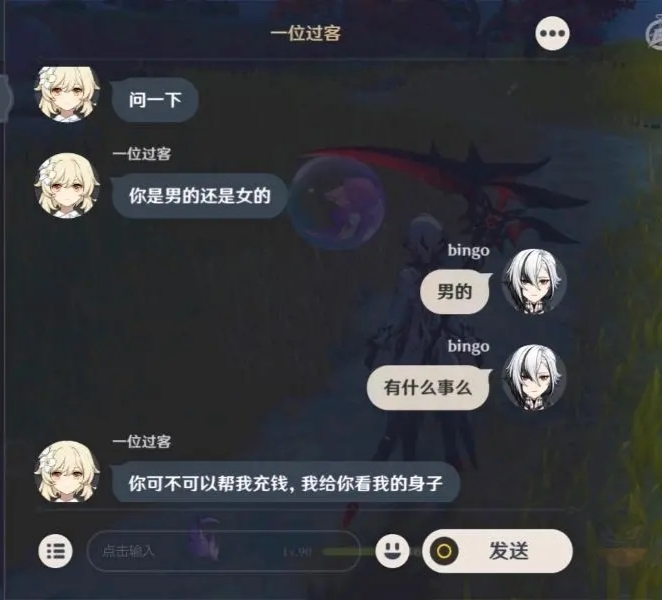 一位过客
问一下
一位过客
你是男的还是女的
bingo
男的
bingo
有什么事么
一位过客
你可不可以帮我充钱，我给你看我的身子
点击输入
Lv.90
发送